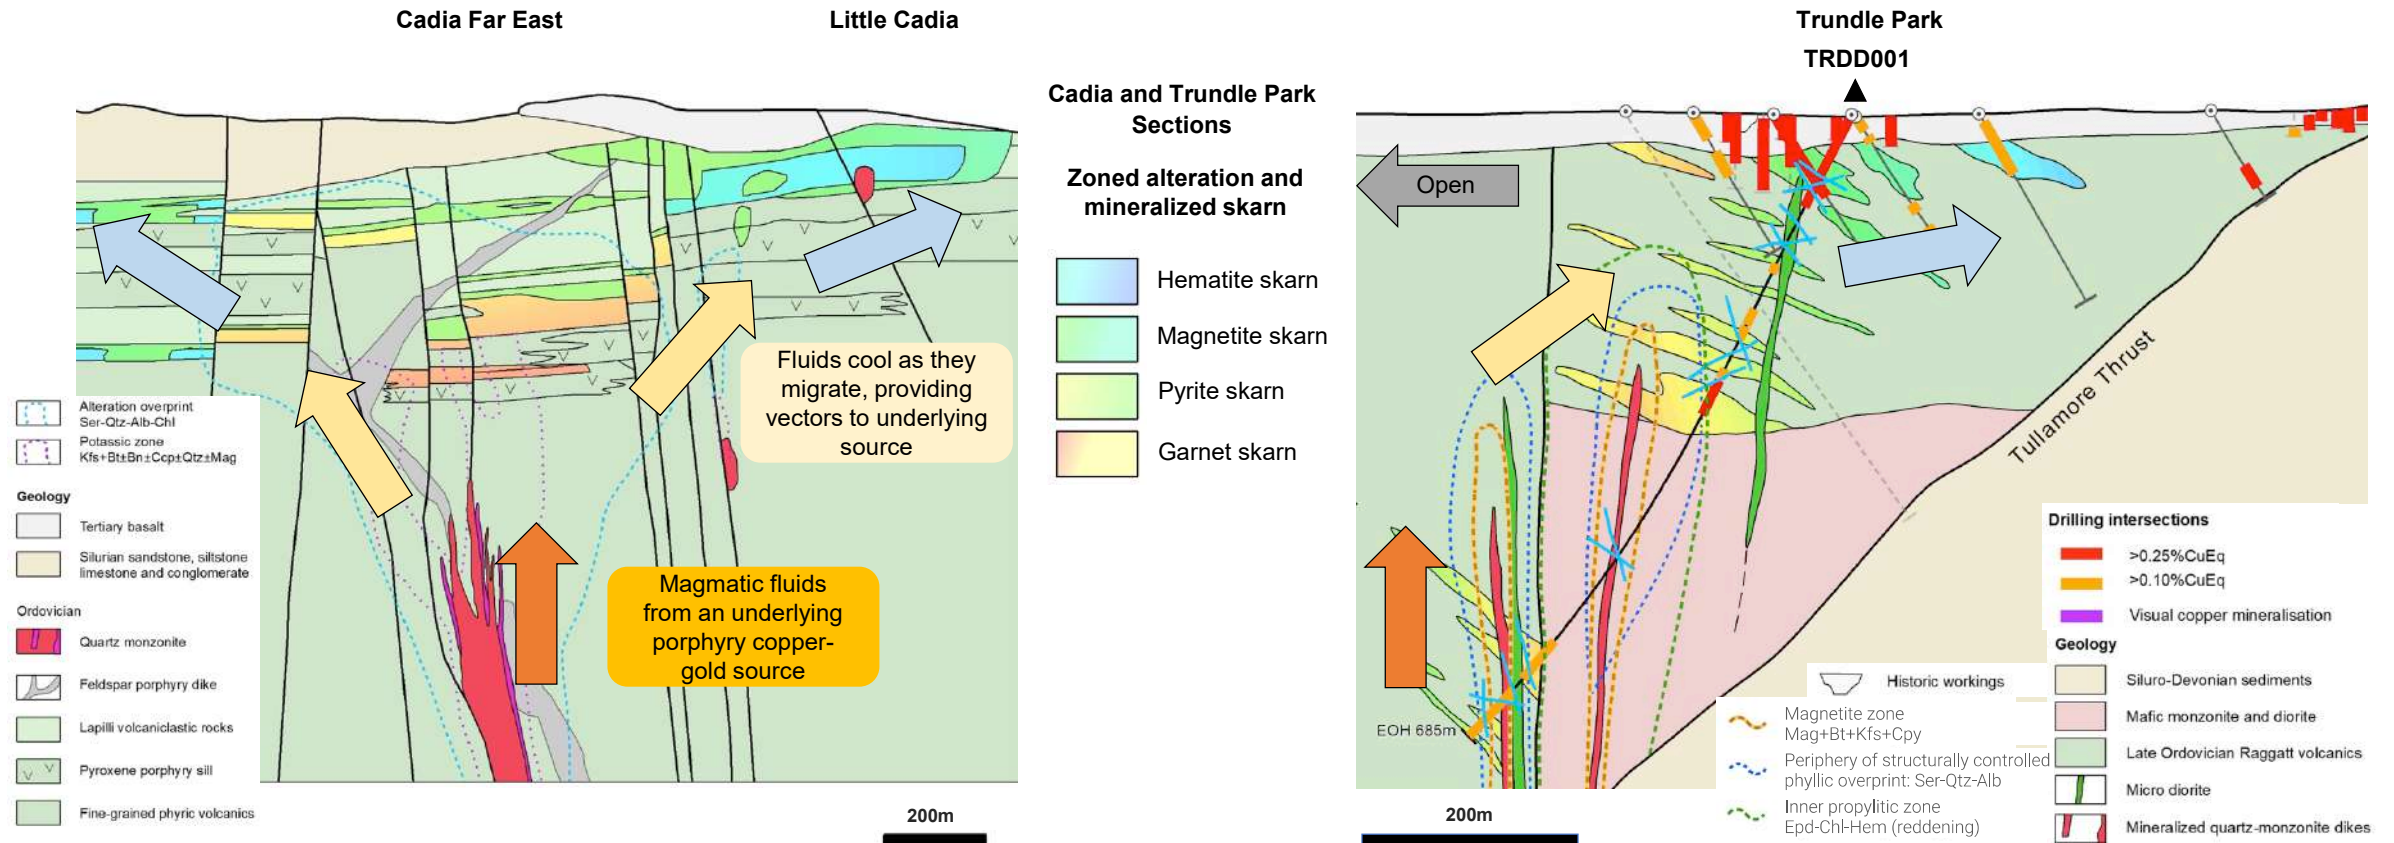 Cadia Far East
Little Cadia
Trundle Park
TRDD001
Cadia and Trundle Park
Sections
Zoned alteration and
mineralized skarn
Hematite skarn
Magnetite skarn
Pyrite skarn
Garnet skarn
Fluids cool as they
migrate, providing
vectors to underlying
source
Magmatic fluids
from an underlying
porphyry copper-
gold source
Alteration overprint
Ser-Qtz-Alb-Chl
Potassic zone
Kfs+Bt±Bn±Ccp±Qtz±Mag
Geology
Tertiary basalt
Silurian sandstone, siltstone
limestone and conglomerate
Ordovician
Quartz monzonite
Feldspar porphyry dike
Lapilli volcaniclastic rocks
Pyroxene porphyry sill
Fine-grained phyric volcanics
200m
Open
Tullamore Thrust
EOH 685m
200m
Drilling intersections
>0.25%CuEq
>0.10%CuEq
Visual copper mineralisation
Geology
Siluro-Devonian sediments
Mafic monzonite and diorite
Late Ordovician Raggatt volcanics
Micro diorite
Mineralized quartz-monzonite dikes
Historic workings
Magnetite zone
Mag+Bt+Kfs+Cpy
Periphery of structurally controlled
phyllic overprint: Ser-Qtz-Alb
Inner propylitic zone
Epd-Chl-Hem (reddening)